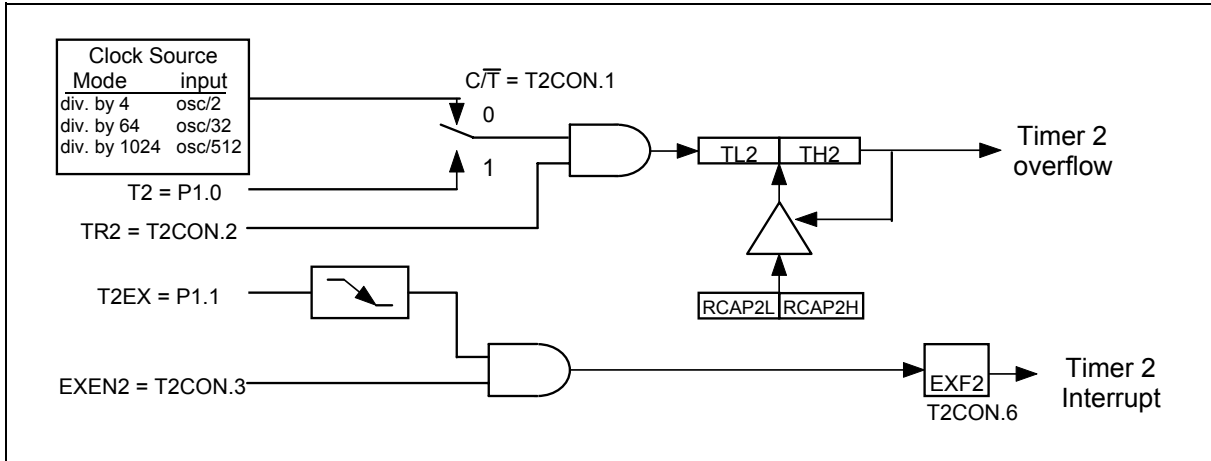 Clock Source
Mode input
div. by 4 osc/2
div. by 64 osc/32
div. by 1024 osc/512
C/T̅ = T2CON.1
0
1
T2 = P1.0
TR2 = T2CON.2
TL2 TH2
Timer 2
overflow
T2EX = P1.1
RCAP2L RCAP2H
EXEN2 = T2CON.3
EXF2
T2CON.6
Timer 2
Interrupt